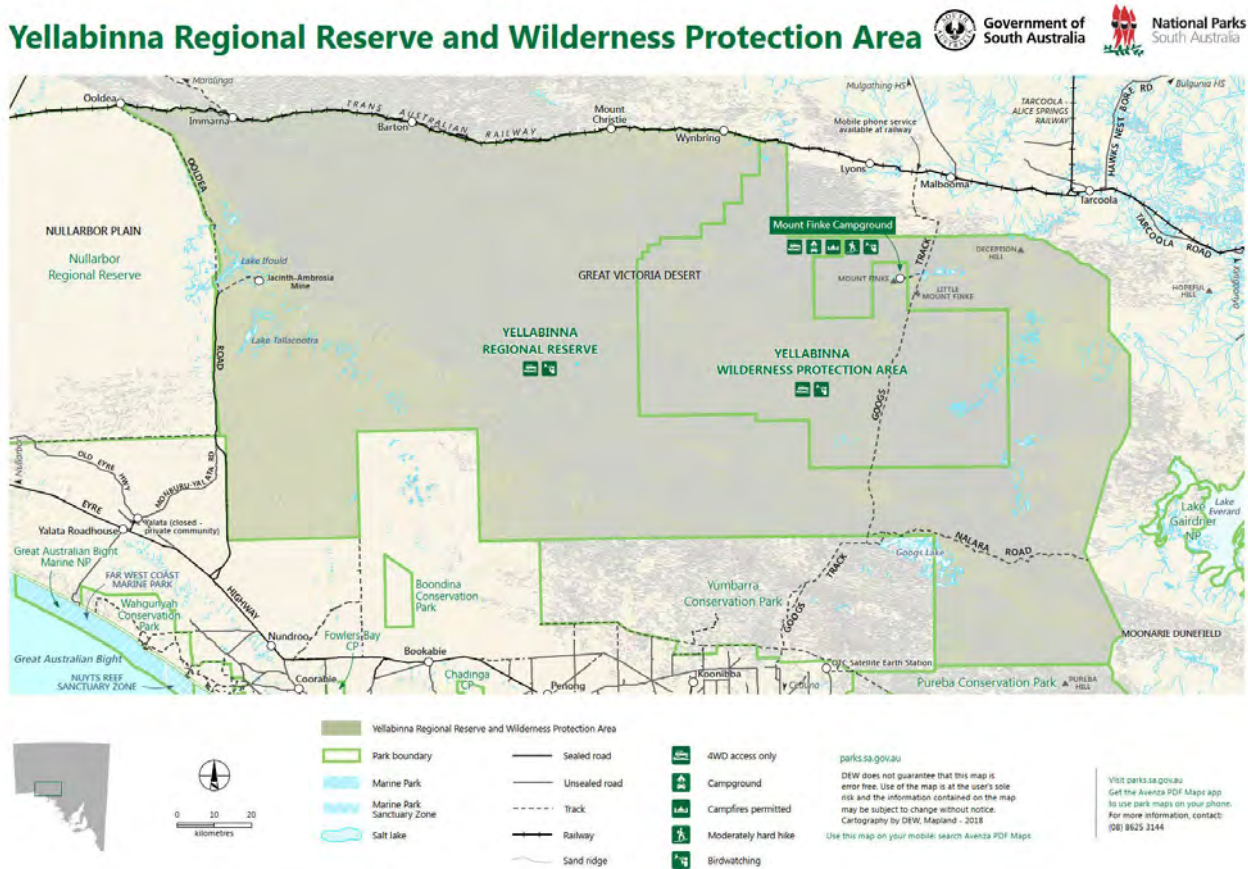 Yellabinna Regional Reserve and Wilderness Protection Area
SOUTH
AUSTRALIA
Government of
South Australia
National Parks
South Australia
Maralinga
Ooldea
Immarna
TRANS AUSTRALIAN RAILWAY
Barton
Mount
Christie
Wynbring
Mulgathing HS
Mobile phone service
available at railway
TARCOOLA -
ALICE SPRINGS
RAILWAY
HAWKS NEST BORE RD
Bulgunia HS
Lyons
Malbooma
Tarcoola
TARCOOLA ROAD
Kingoonya
OOLDEA
ROAD
NULLARBOR PLAIN
Nullarbor
Regional Reserve
Lake Ifould
Jacinth-Ambrosia
Mine
Lake Tallacootra
GREAT VICTORIA DESERT
Mount Finke Campground
MOUNT FINKE
LITTLE
MOUNT FINKE
DECEPTION
HILL
HOPEFUL
HILL
TRACK
GOOGS
YELLABINNA
REGIONAL RESERVE
YELLABINNA
WILDERNESS PROTECTION AREA
Nullarbor
OLD EYRE HWY
MONBURU-YALATA RD
EYRE
HIGHWAY
Yalata Roadhouse
Yalata (closed -
private community)
Great Australian Bight
Marine NP
FAR WEST COAST
MARINE PARK
Wahgunyah
Conservation
Park
Great Australian Bight
NUYTS REEF
SANCTUARY ZONE
Nundroo
Coorabie
Fowlers Bay
CP
Boondina
Conservation
Park
Bookabie
Chadinga
CP
Penong
Yumbarra
Conservation Park
GOOGS
TRACK
Googs Lake
NALARA ROAD
Koonibba
Ceduna
OTC Satellite Earth Station
Pureba Conservation Park
PUREBA
HILL
MOONARIE DUNEFIELD
Lake
Gairdner
NP
Lake
Everard
Yellabinna Regional Reserve and Wilderness Protection Area
Park boundary
Marine Park
Marine Park
Sanctuary Zone
Salt lake
Sealed road
Unsealed road
Track
Railway
Sand ridge
4WD access only
Campground
Campfires permitted
Moderately hard hike
Birdwatching
0 10 20
kilometres
parks.sa.gov.au
DEW does not guarantee that this map is
error free. Use of the map is at the user's sole
risk and the information contained on the map
may be subject to change without notice.
Cartography by DEW, Mapland - 2018
Use this map on your mobile: search Avenza PDF Maps
Visit parks.sa.gov.au
Get the Avenza PDF Maps app
to use park maps on your phone.
For more information, contact:
(08) 8625 3144